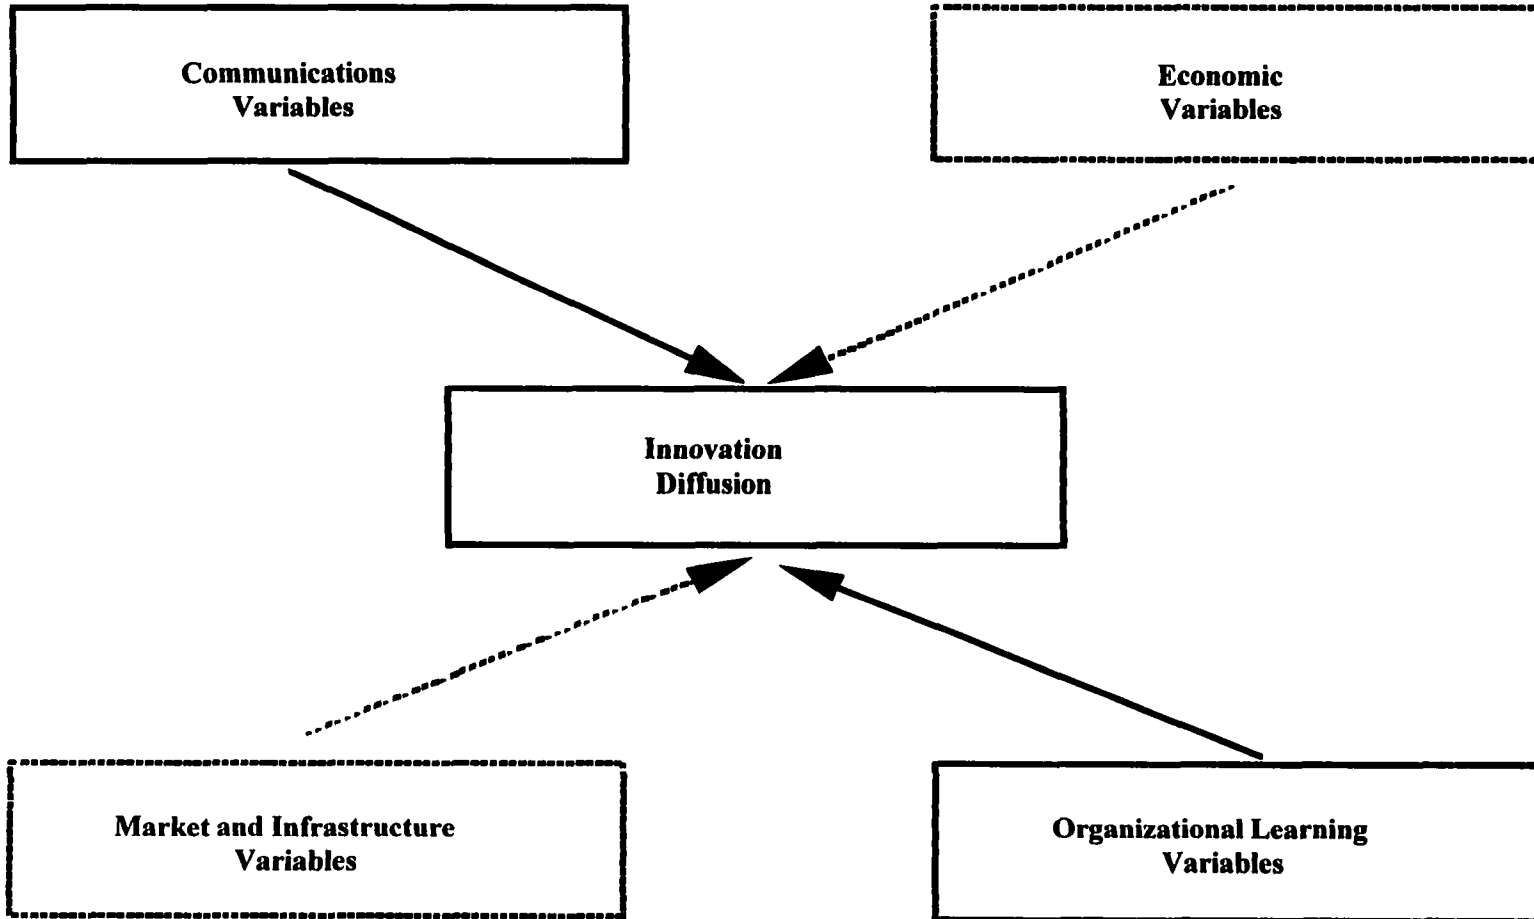 Communications
Variables
Economic
Variables
Innovation
Diffusion
Market and Infrastructure
Variables
Organizational Learning
Variables